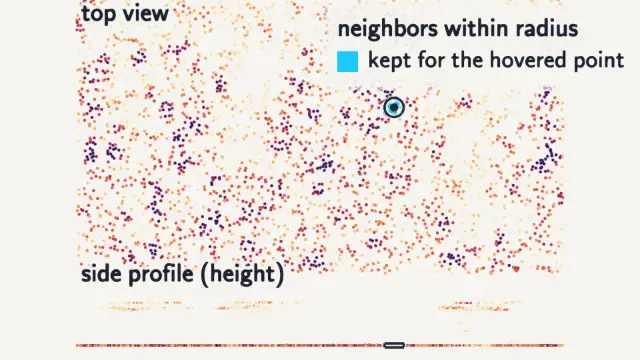 top view
neighbors within radius
kept for the hovered point
side profile (height)